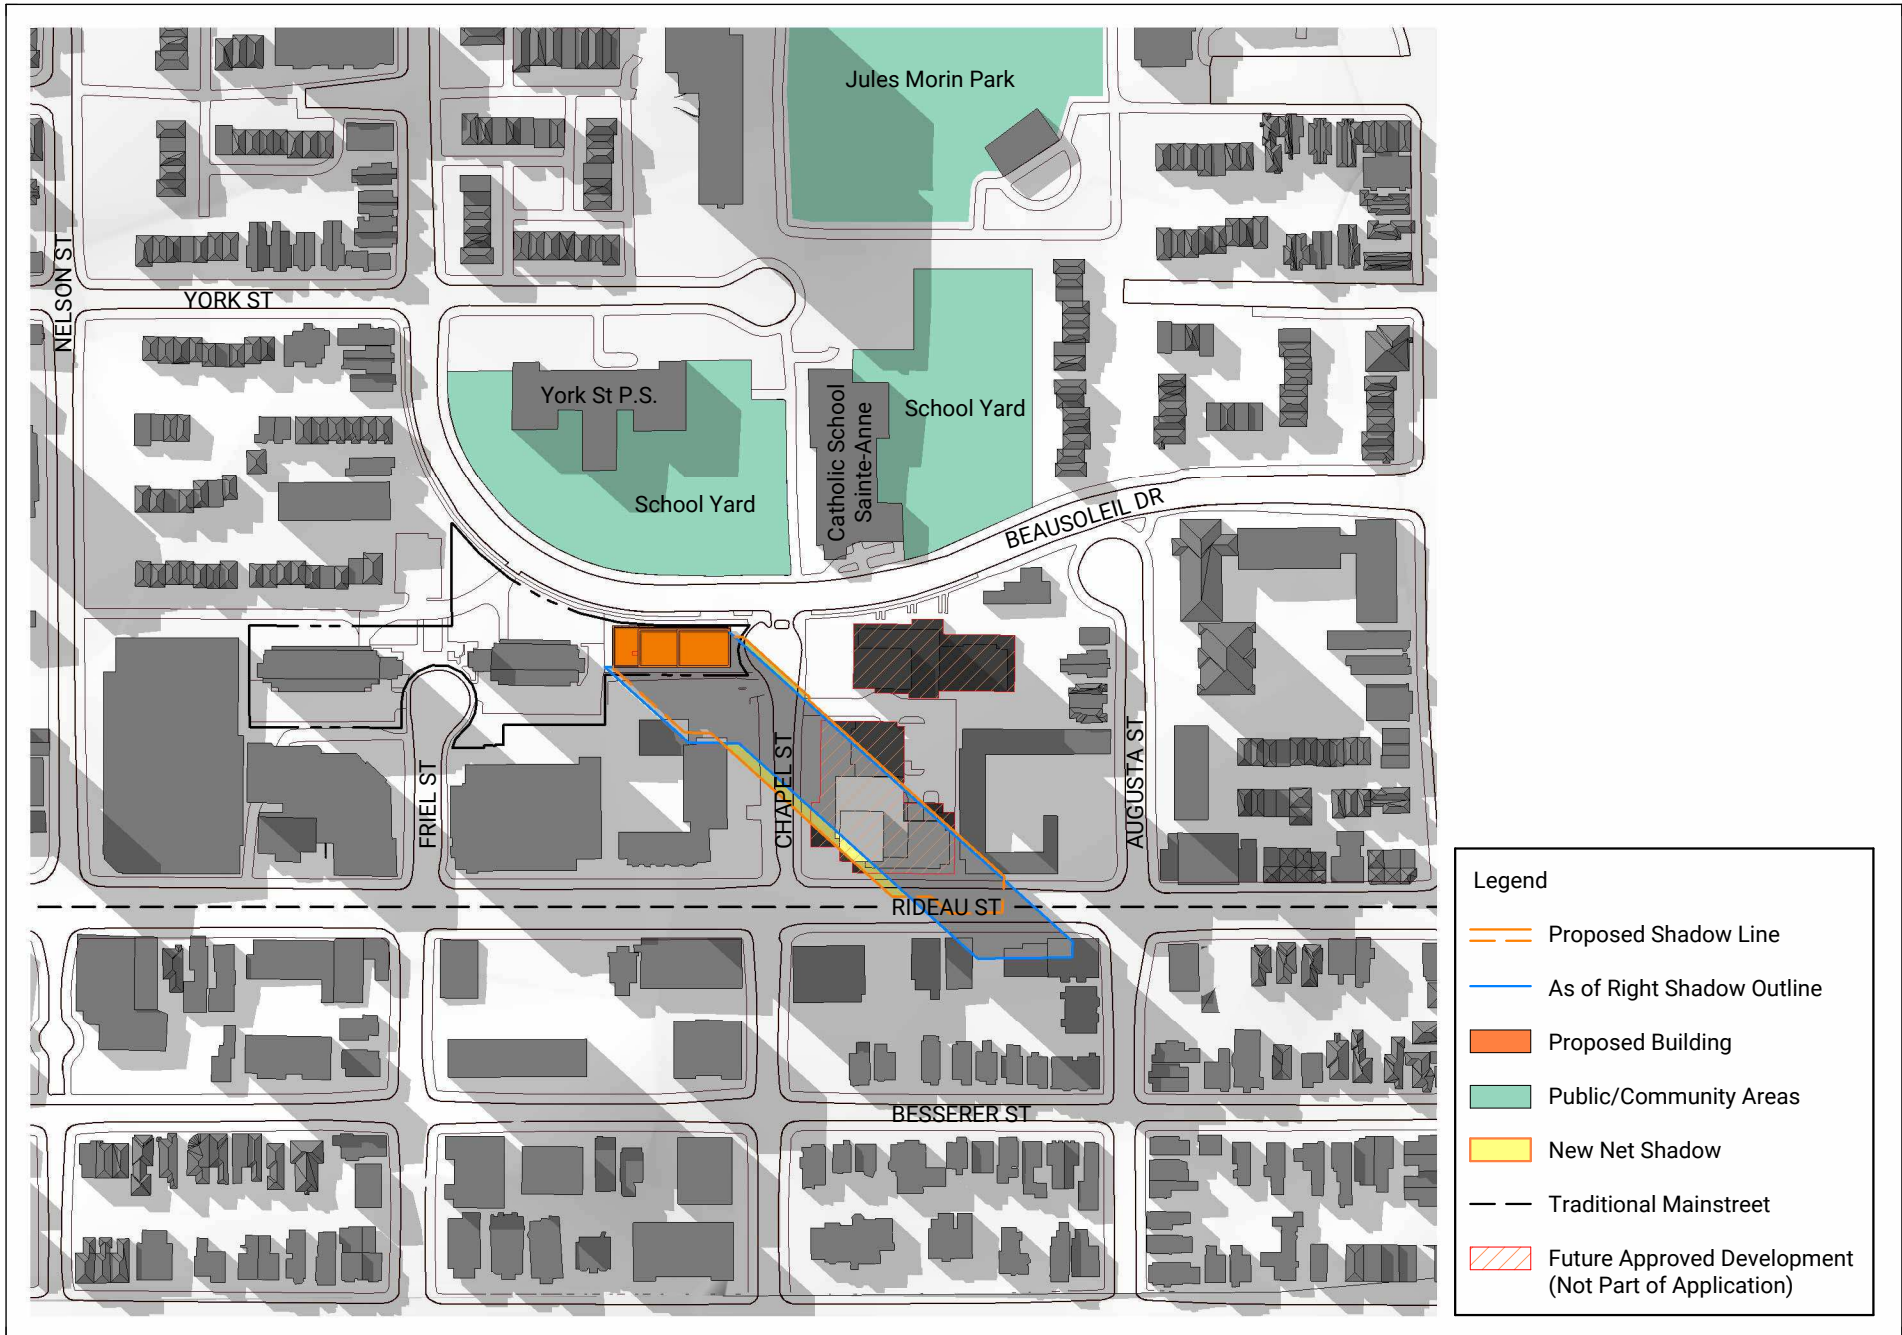 Jules Morin Park
NELSON ST
YORK ST
York St P.S.
Catholic School
Sainte-Anne
School Yard
School Yard
BEAUSOLEIL DR
FRIEL ST
CHAPEL ST
AUGUSTA ST
RIDEAU ST
BESSERER ST
Legend
Proposed Shadow Line
As of Right Shadow Outline
Proposed Building
Public/Community Areas
New Net Shadow
Traditional Mainstreet
Future Approved Development
(Not Part of Application)